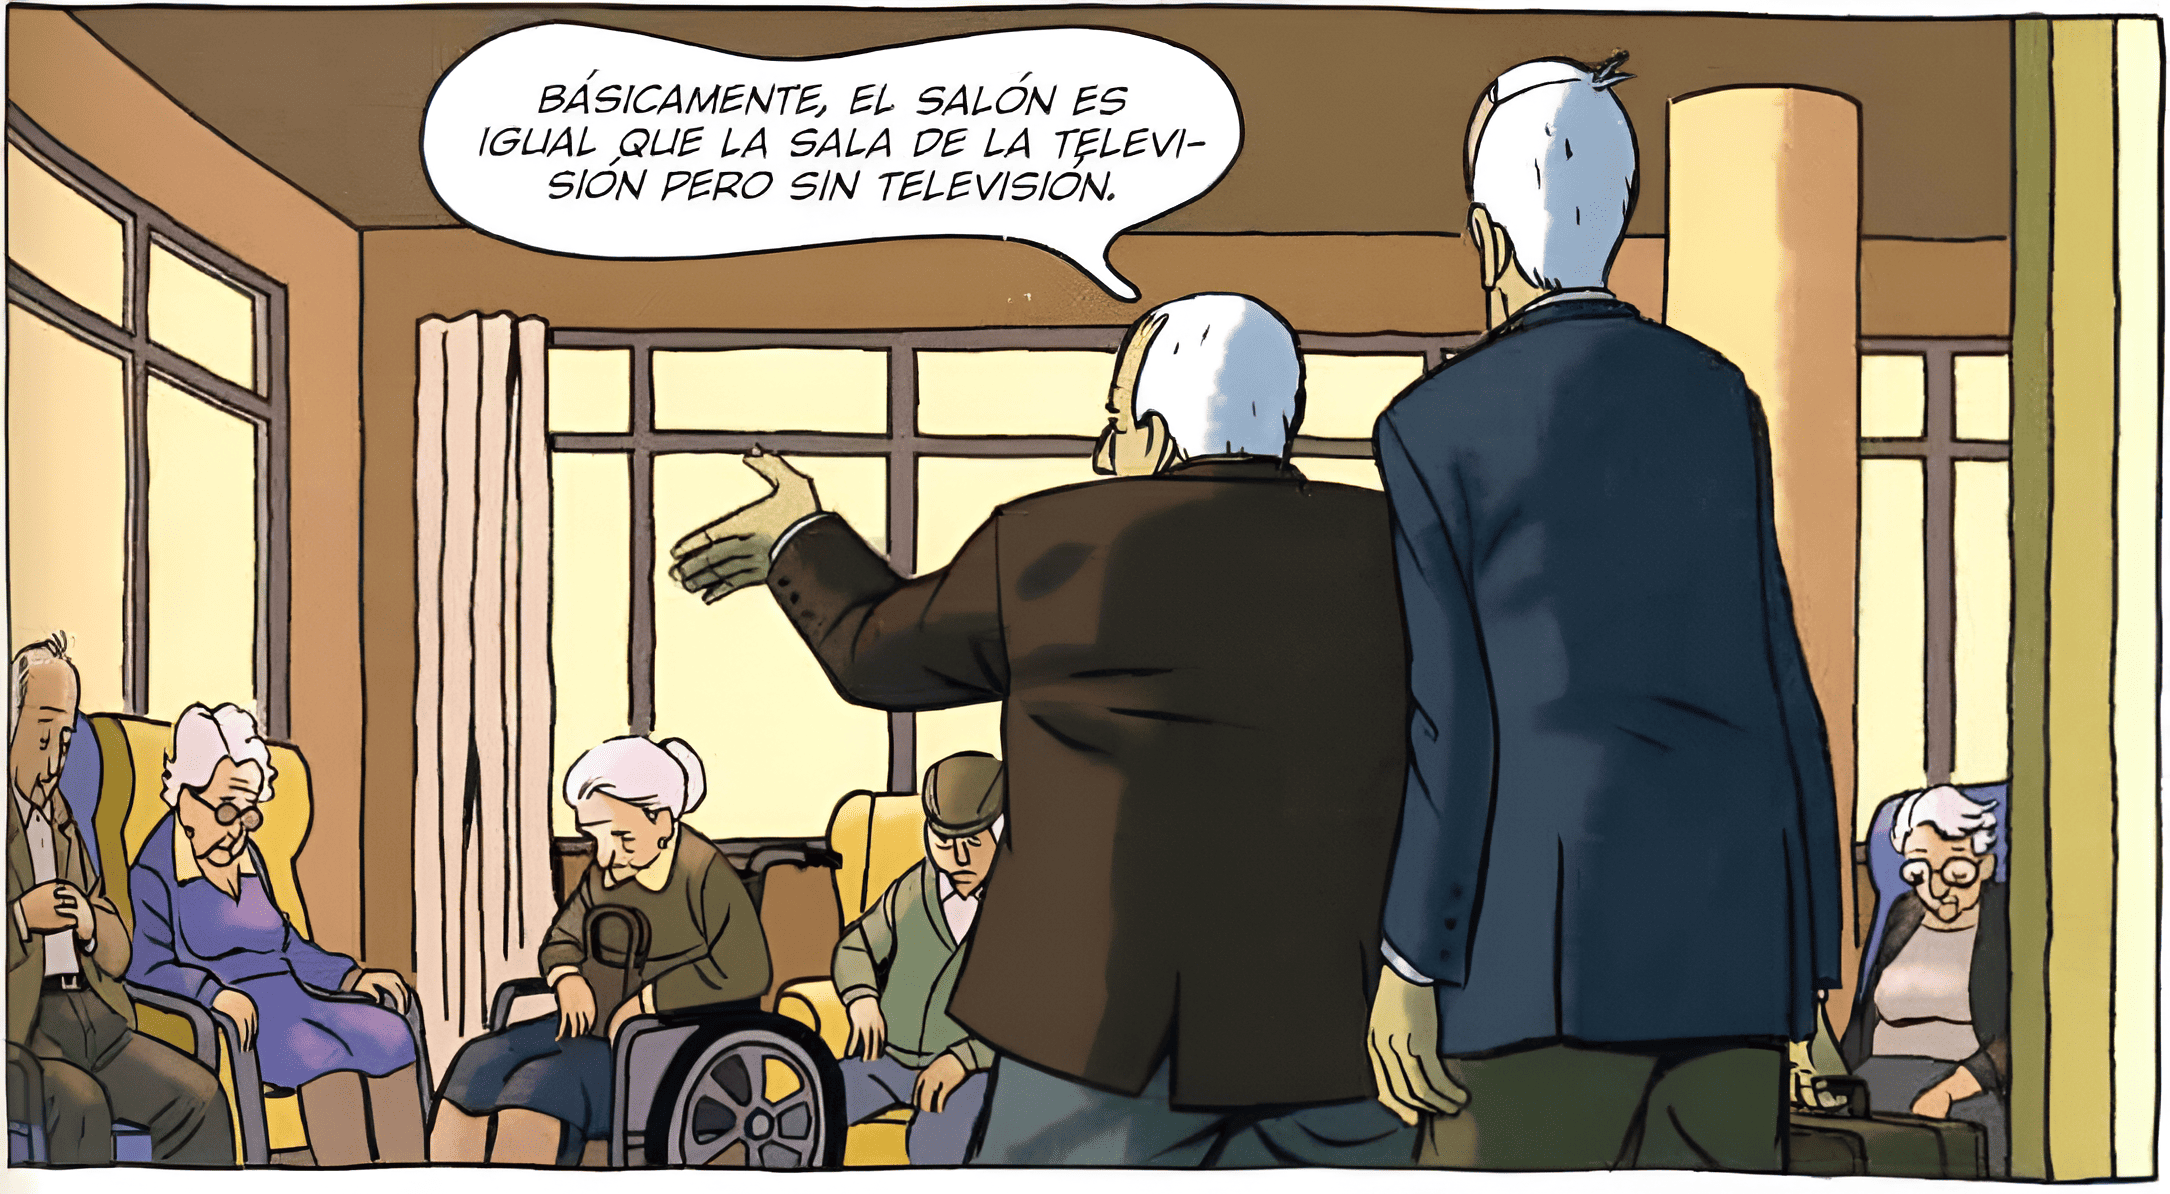 BÁSICAMENTE, EL SALÓN ES
IGUAL QUE LA SALA DE LA TELEVI-
SIÓN PERO SIN TELEVISIÓN.